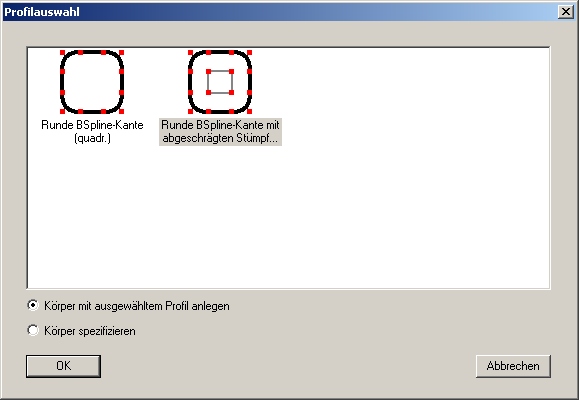 Profilauswahl
Runde BSpline-Kante
(quadr.)
Runde BSpline-Kante mit
abgeschrägten Stümpf...
Körper mit ausgewähltem Profil anlegen
Körper spezifizieren
OK
Abbrechen